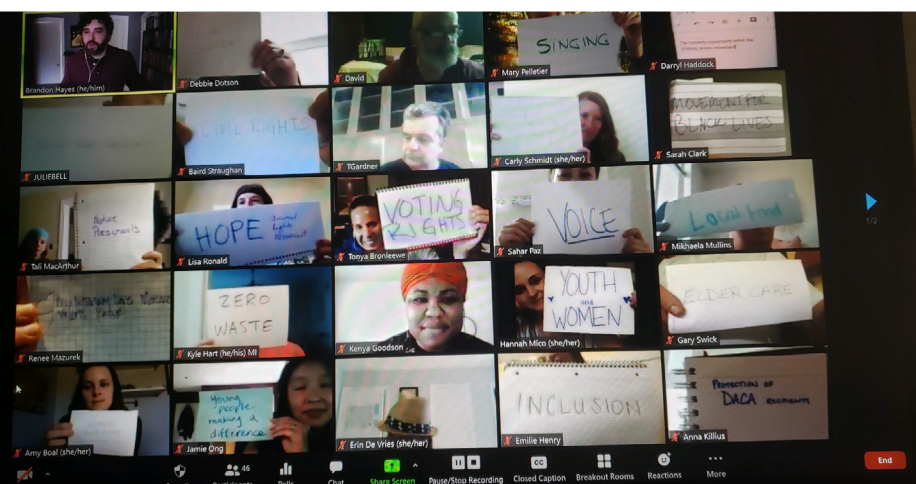 SINGING
Brandon Hayes (he/him)
Debbie Dotson
David
Mary Pelletier
Darryl Haddock
RIGHTS
MOVEMENT FOR
BLACK LIVES
JULIEBELL
Baird Straughan
TGardner
Carly Schmidt (she/her)
Sarah Clark
Nature
Preschools
HOPE
VOTING
RIGHTS
VOICE
Local food
1/2
Tali MacArthur
Lisa Ronald
Tonya Bronleewe
Sahar Paz
Mikhaela Mullins
ZERO
WASTE
YOUTH
and
WOMEN
ELDER CARE
Renee Mazurek
Kyle Hart (he/his) MI
Kenya Goodson
Hannah Mico (she/her)
Gary Swick
Young
people
making a
difference
INCLUSION
PROTECTION OF
DACA RECIPIENTS
Amy Boal (she/her)
Jamie Ong
Erin De Vries (she/her)
Emilie Henry
Anna Killius
46
Participants
Polls
Chat
Share Screen
Pause/Stop Recording
CC
Closed Caption
Breakout Rooms
Reactions
More
End